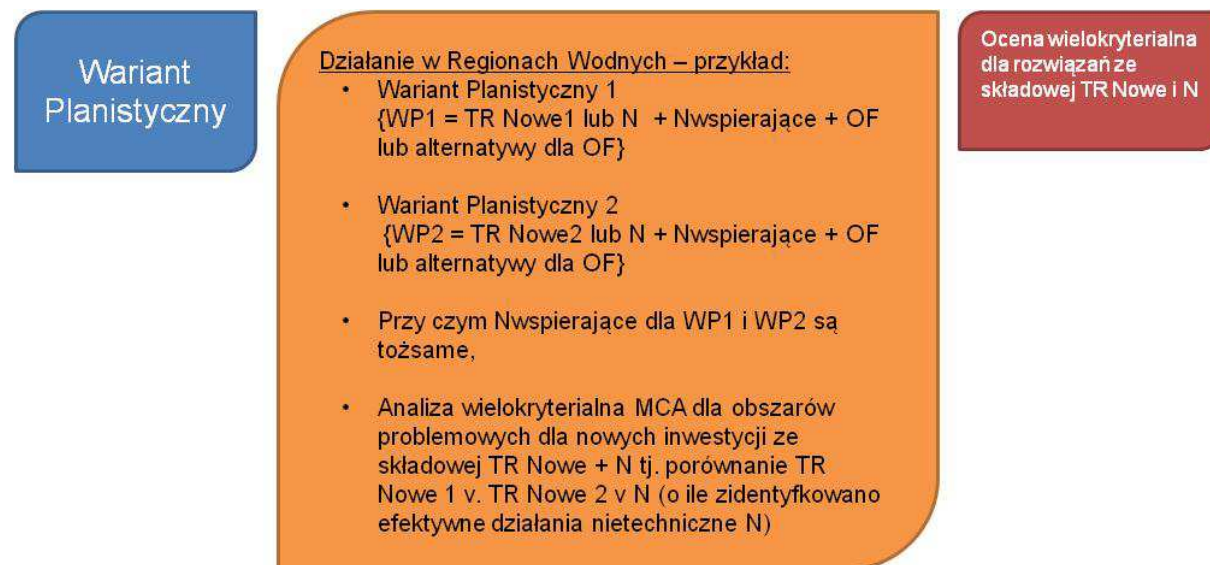 Wariant
Planistyczny
Działanie w Regionach Wodnych – przykład:
• Wariant Planistyczny 1
{WP1 = TR Nowe1 lub N + Nwspierające + OF
lub alternatywy dla OF}
• Wariant Planistyczny 2
{WP2 = TR Nowe2 lub N + Nwspierające + OF
lub alternatywy dla OF}
• Przy czym Nwspierające dla WP1 i WP2 są
tożsame,
• Analiza wielokryterialna MCA dla obszarów
problemowych dla nowych inwestycji ze
składowej TR Nowe + N tj. porównanie TR
Nowe 1 v. TR Nowe 2 v N (o ile zidentyfkowano
efektywne działania nietechniczne N)
Ocena wielokryterialna
dla rozwiązań ze
składowej TR Nowe i N